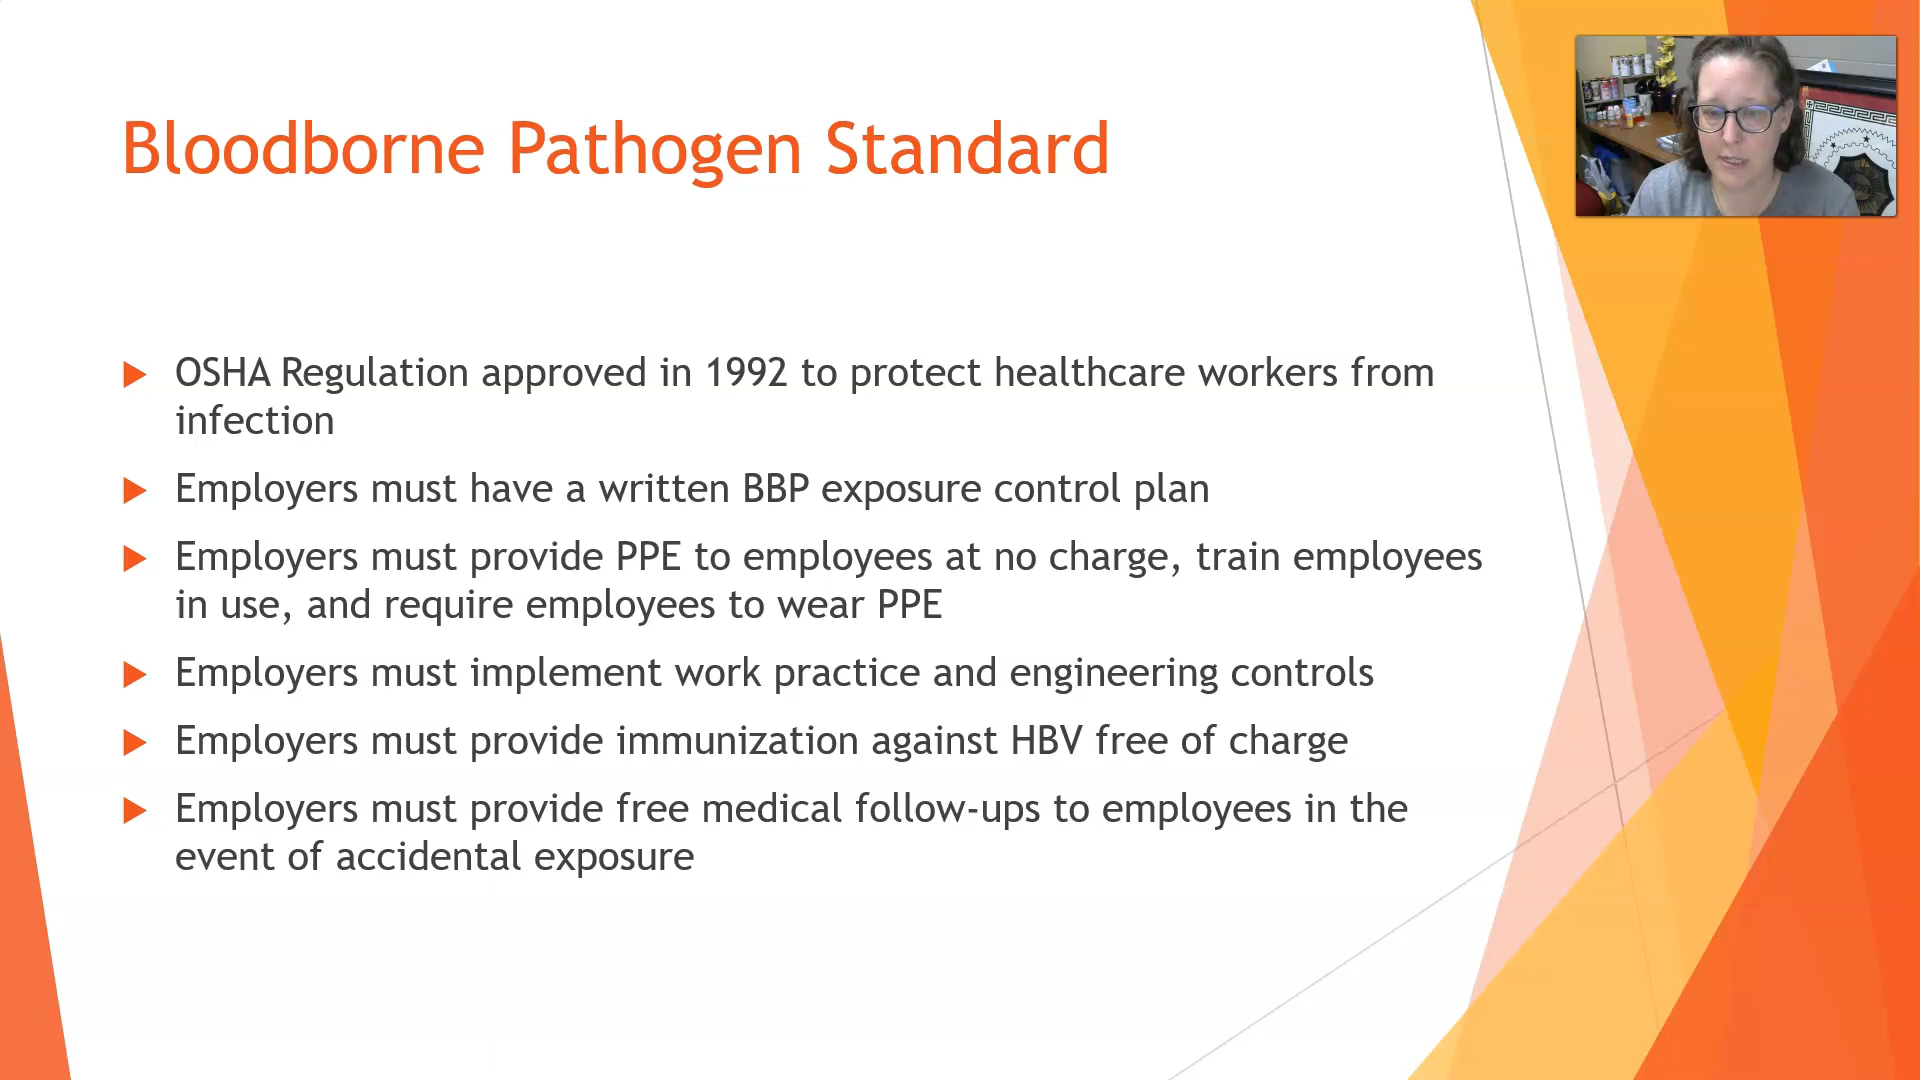 Bloodborne Pathogen Standard
OSHA Regulation approved in 1992 to protect healthcare workers from
infection
Employers must have a written BBP exposure control plan
Employers must provide PPE to employees at no charge, train employees
in use, and require employees to wear PPE
Employers must implement work practice and engineering controls
Employers must provide immunization against HBV free of charge
Employers must provide free medical follow-ups to employees in the
event of accidental exposure